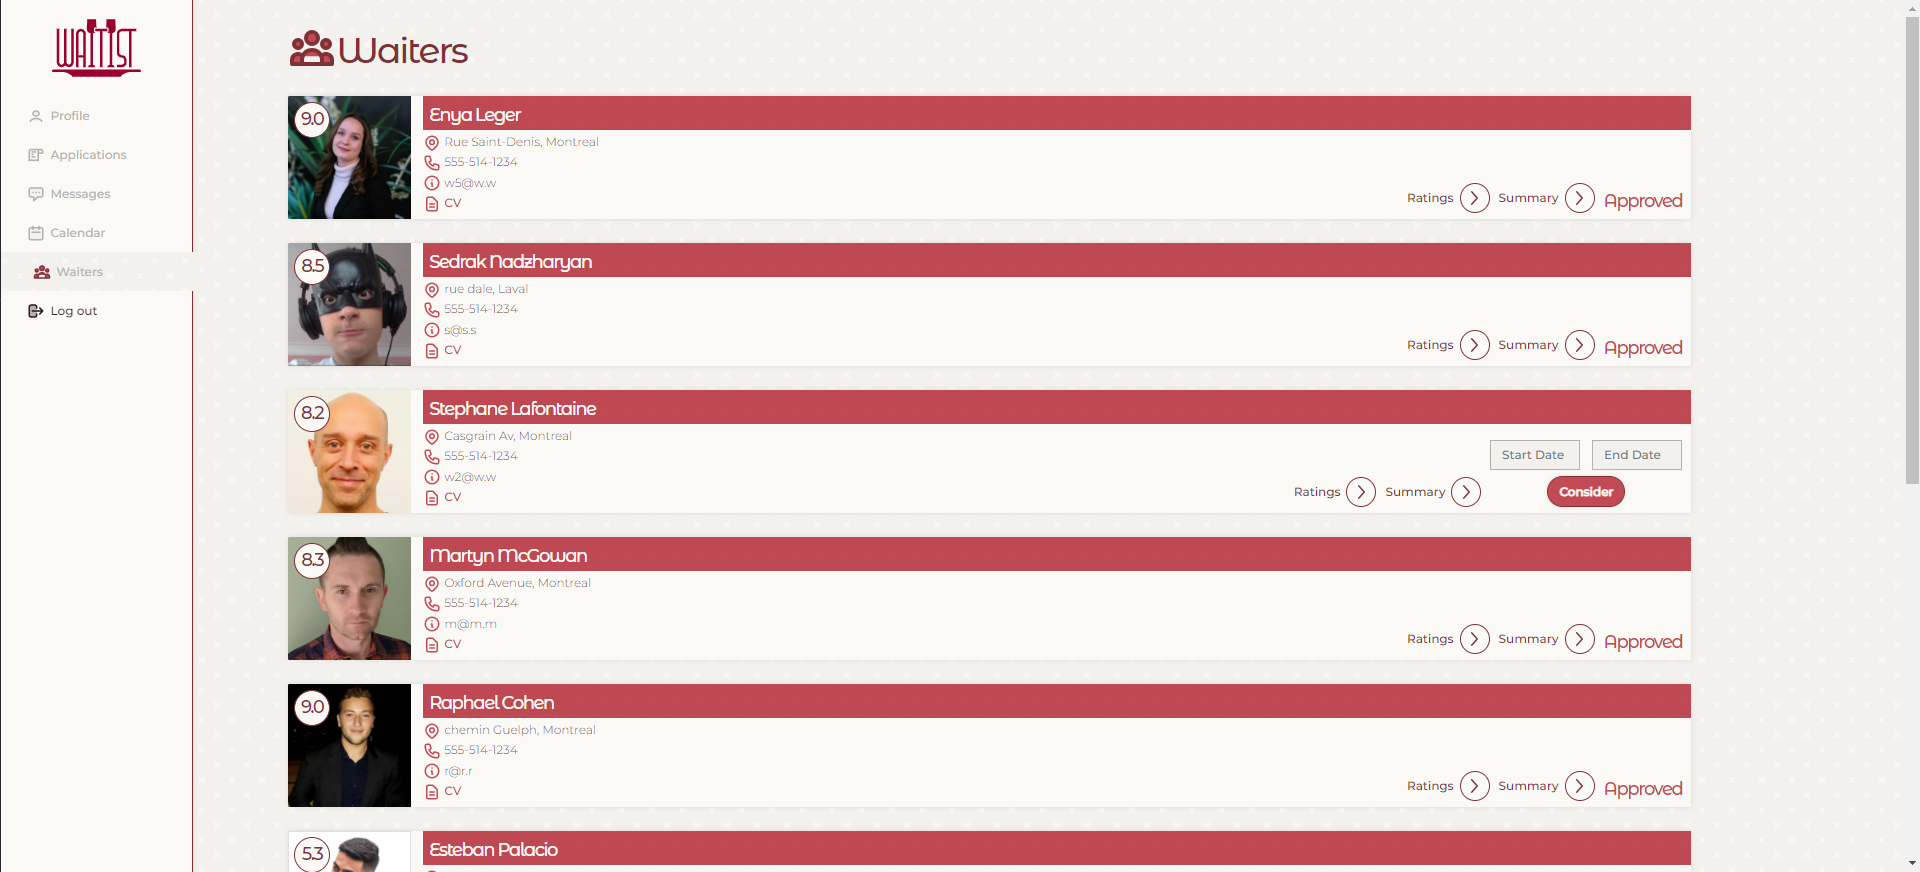 WAITIST
Profile
Applications
Messages
Calendar
Waiters
Log out
Waiters
9.0
Enya Leger
Rue Saint-Denis, Montreal
555-514-1234
w5@w.w
CV
Ratings
Summary
Approved
8.5
Sedrak Nadzharyan
rue dale, Laval
555-514-1234
s@s.s
CV
Ratings
Summary
Approved
8.2
Stephane Lafontaine
Casgrain Av, Montreal
555-514-1234
w2@w.w
CV
Ratings
Summary
Start Date
End Date
Consider
8.3
Martyn McGowan
Oxford Avenue, Montreal
555-514-1234
m@m.m
CV
Ratings
Summary
Approved
9.0
Raphael Cohen
chemin Guelph, Montreal
555-514-1234
r@r.r
CV
Ratings
Summary
Approved
5.3
Esteban Palacio